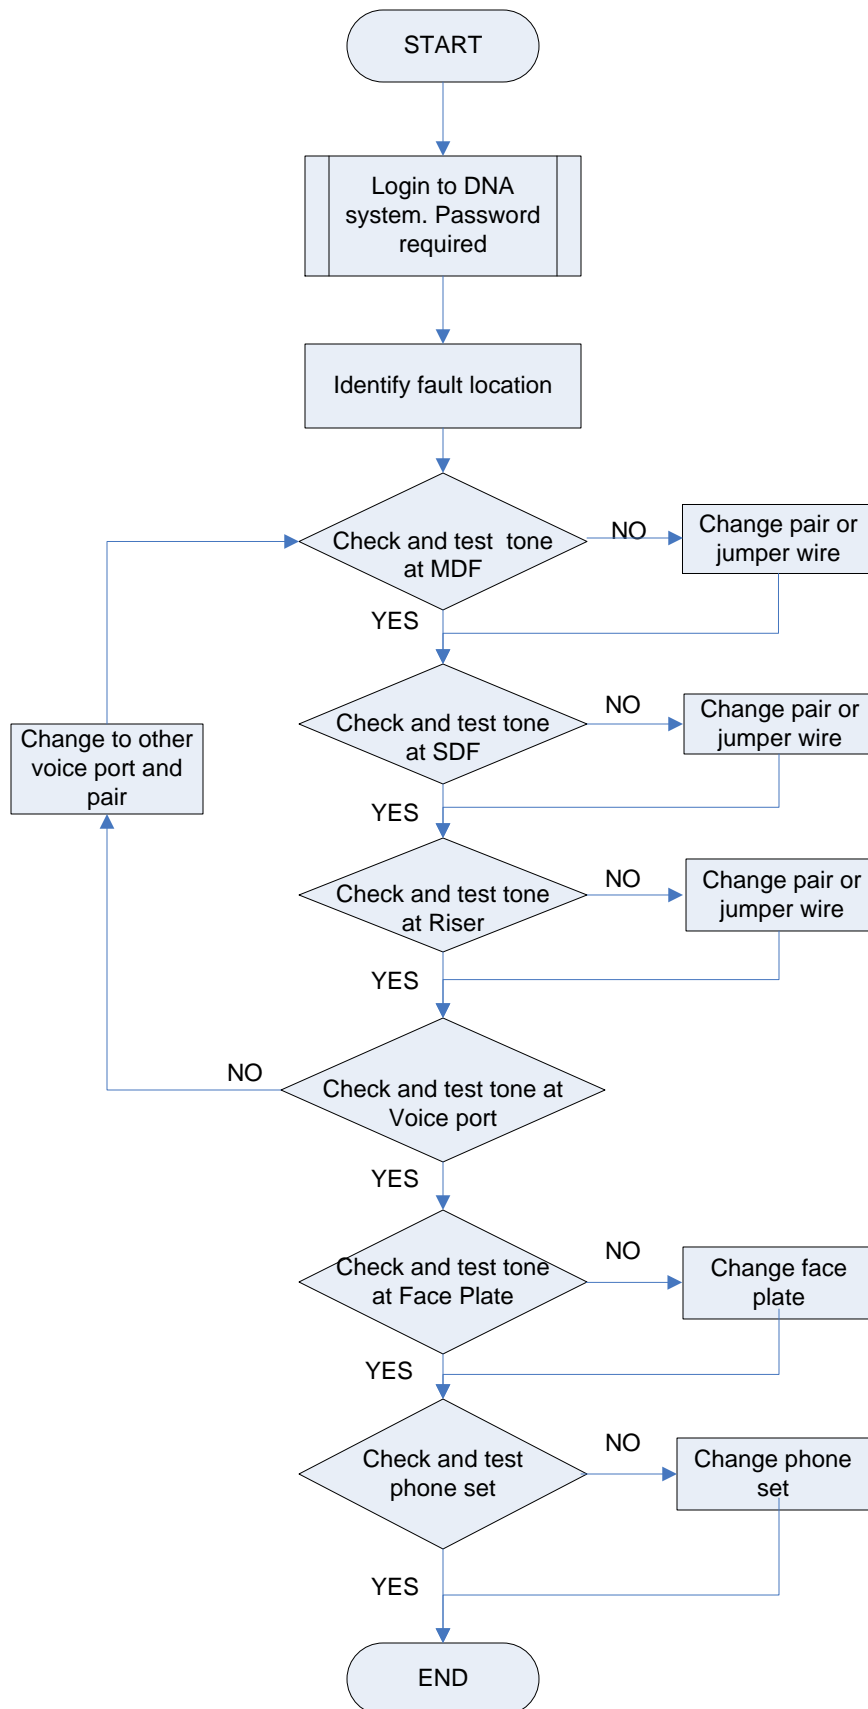 START
Login to DNA
system. Password
required
Identify fault location
Check and test  tone
at MDF
NO
Change pair or
jumper wire
YES
Check and test tone
at SDF
NO
Change pair or
jumper wire
Change to other
voice port and
pair
YES
Check and test tone
at Riser
NO
Change pair or
jumper wire
YES
NO
Check and test tone at
Voice port
YES
Check and test tone
at Face Plate
NO
Change face
plate
YES
Check and test
phone set
NO
Change phone
set
YES
END